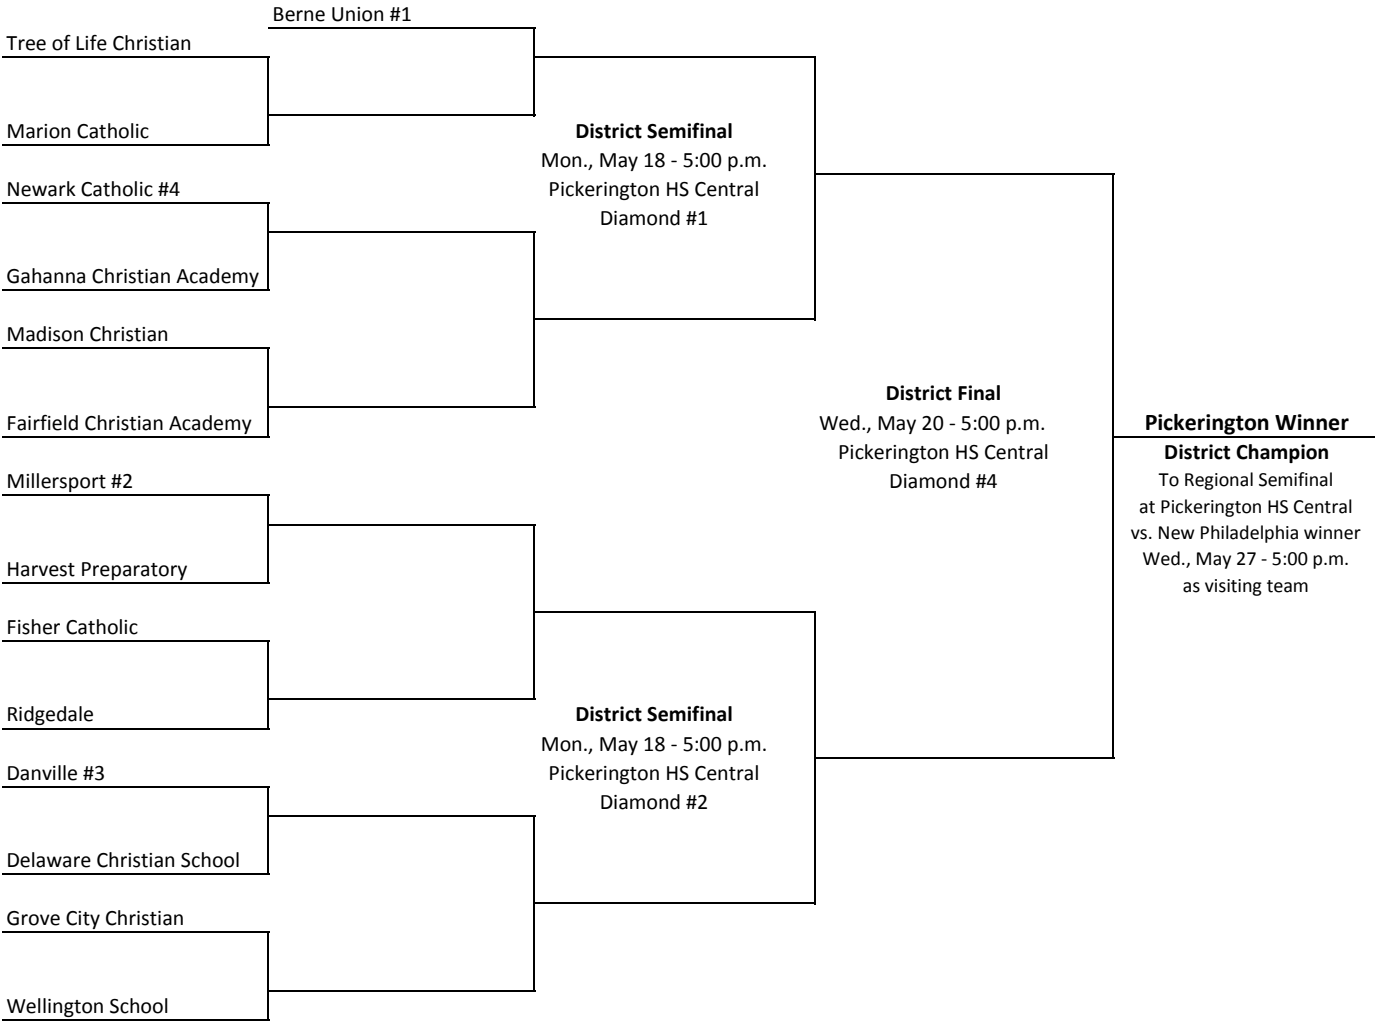 Berne Union #1
Tree of Life Christian
Marion Catholic
Newark Catholic #4
Gahanna Christian Academy
Madison Christian
Fairfield Christian Academy
Millersport #2
Harvest Preparatory
Fisher Catholic
Ridgedale
Danville #3
Delaware Christian School
Grove City Christian
Wellington School
District Semifinal
Mon., May 18 - 5:00 p.m.
Pickerington HS Central
Diamond #1
District Semifinal
Mon., May 18 - 5:00 p.m.
Pickerington HS Central
Diamond #2
District Final
Wed., May 20 - 5:00 p.m.
Pickerington HS Central
Diamond #4
Pickerington Winner
District Champion
To Regional Semifinal
at Pickerington HS Central
vs. New Philadelphia winner
Wed., May 27 - 5:00 p.m.
as visiting team